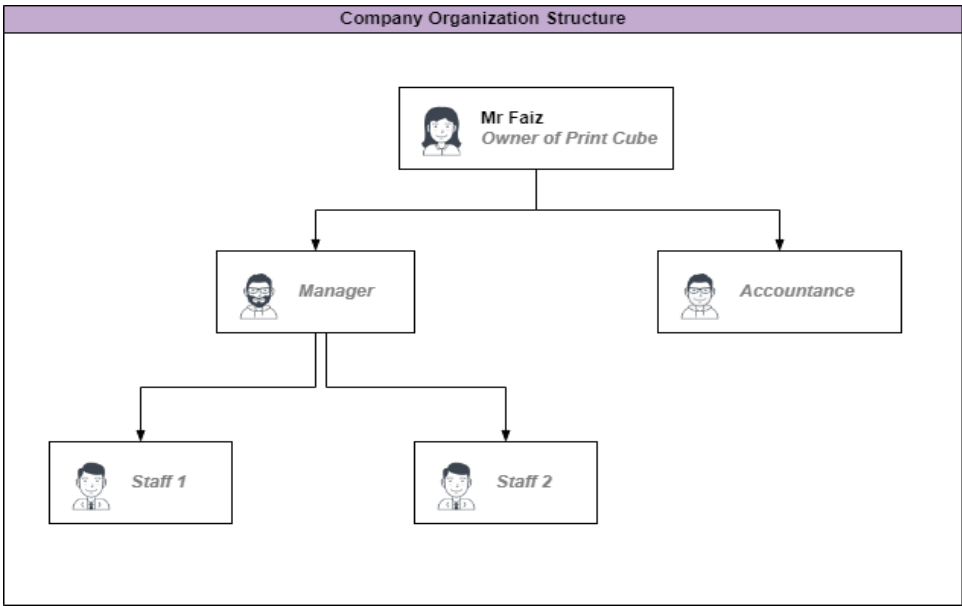 Company Organization Structure
Mr Faiz
Owner of Print Cube
Manager
Accountance
Staff 1
Staff 2